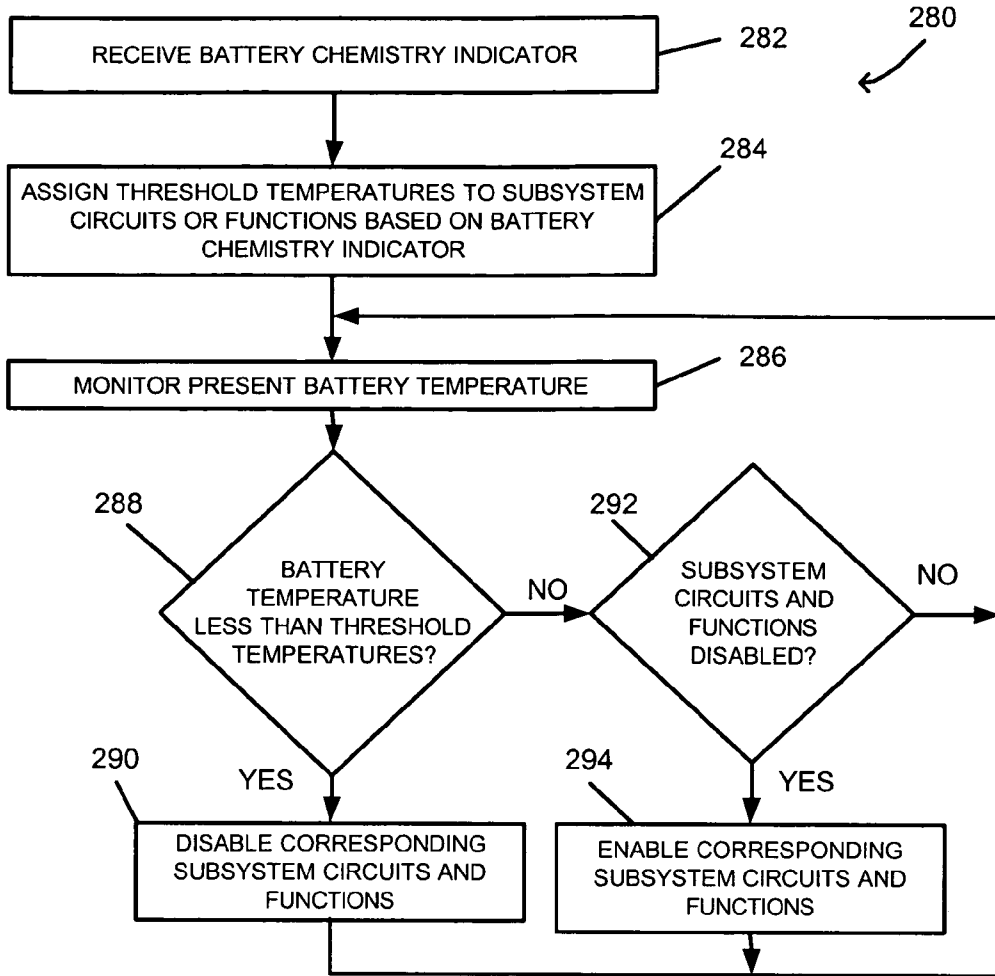 280
RECEIVE BATTERY CHEMISTRY INDICATOR
282
284
ASSIGN THRESHOLD TEMPERATURES TO SUBSYSTEM
CIRCUITS OR FUNCTIONS BASED ON BATTERY
CHEMISTRY INDICATOR
286
MONITOR PRESENT BATTERY TEMPERATURE
288
BATTERY
TEMPERATURE
LESS THAN THRESHOLD
TEMPERATURES?
NO
292
SUBSYSTEM
CIRCUITS AND
FUNCTIONS
DISABLED?
NO
290
YES
DISABLE CORRESPONDING
SUBSYSTEM CIRCUITS AND
FUNCTIONS
294
YES
ENABLE CORRESPONDING
SUBSYSTEM CIRCUITS AND
FUNCTIONS